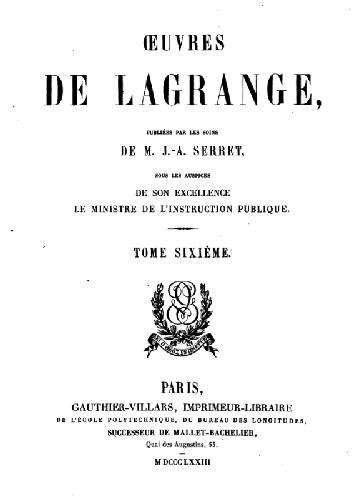 ŒUVRES
DE LAGRANGE,
PUBLIÉES PAR LES SOINS
DE M. J.-A. SERRET,
SOUS LES AUSPICES
DE SON EXCELLENCE
LE MINISTRE DE L'INSTRUCTION PUBLIQUE.
TOME SIXIÈME.
PARIS,
GAUTHIER-VILLARS, IMPRIMEUR-LIBRAIRE
DE L'ÉCOLE POLYTECHNIQUE, DU BUREAU DES LONGITUDES,
SUCCESSEUR DE MALLET-BACHELIER,
Quai des Augustins, 55.
MDCCCLXXIII